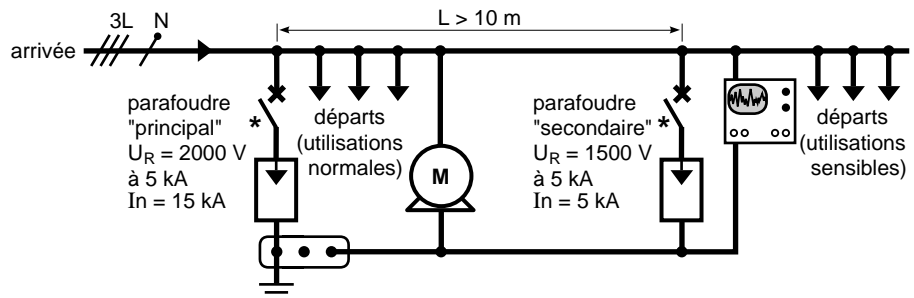 L > 10 m
3L
N
arrivée
parafoudre
"principal"
U_R = 2000 V
à 5 kA
In = 15 kA
*
départs
(utilisations
normales)
M
parafoudre
"secondaire"
U_R = 1500 V
à 5 kA
In = 5 kA
*
départs
(utilisations
sensibles)